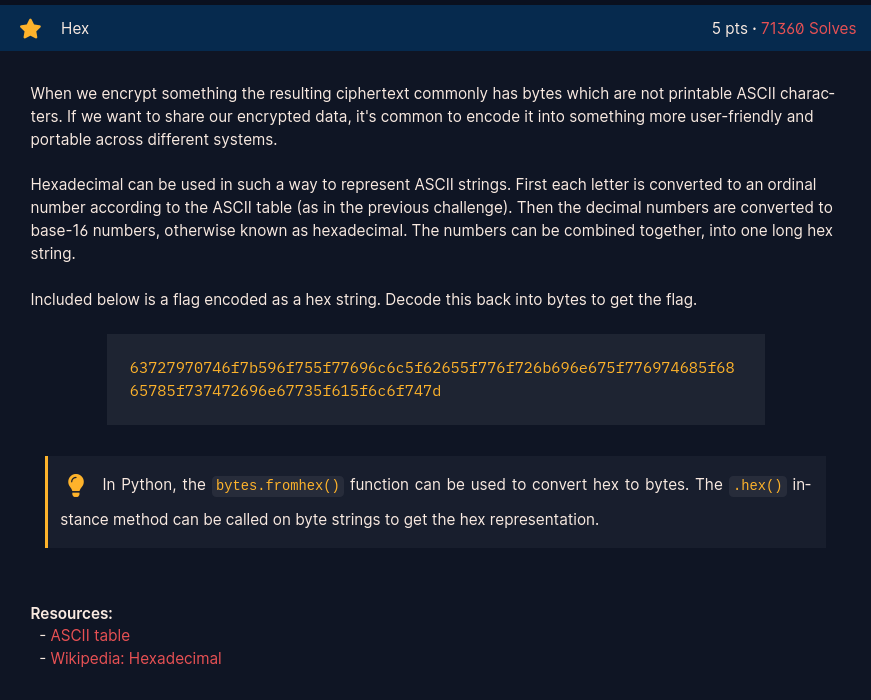 Hex 5 pts · 71360 Solves
When we encrypt something the resulting ciphertext commonly has bytes which are not printable ASCII charac-
ters. If we want to share our encrypted data, it's common to encode it into something more user-friendly and
portable across different systems.
Hexadecimal can be used in such a way to represent ASCII strings. First each letter is converted to an ordinal
number according to the ASCII table (as in the previous challenge). Then the decimal numbers are converted to
base-16 numbers, otherwise known as hexadecimal. The numbers can be combined together, into one long hex
string.
Included below is a flag encoded as a hex string. Decode this back into bytes to get the flag.
63727970746f7b596f755f77696c6c5f62655f776f726b696e675f776974685f68
65785f737472696e67735f615f6c6f747d
In Python, the bytes.fromhex() function can be used to convert hex to bytes. The .hex() in-
stance method can be called on byte strings to get the hex representation.
Resources:
- ASCII table
- Wikipedia: Hexadecimal